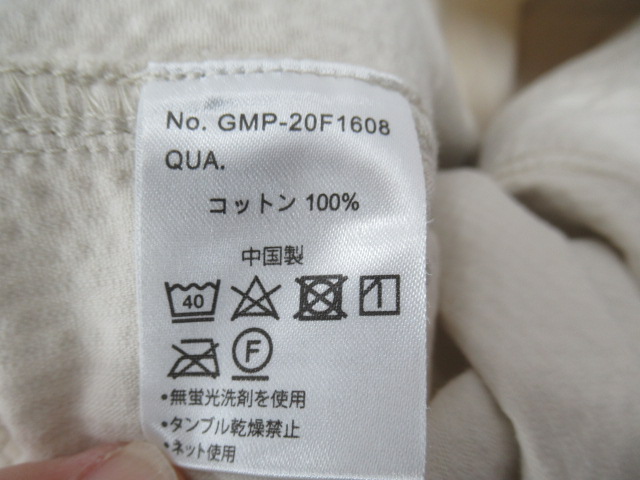 No. GMP-20F1608
QUA.
コットン 100%
中国製
40
F
・無蛍光洗剤を使用
・タンブル乾燥禁止
・ネット使用